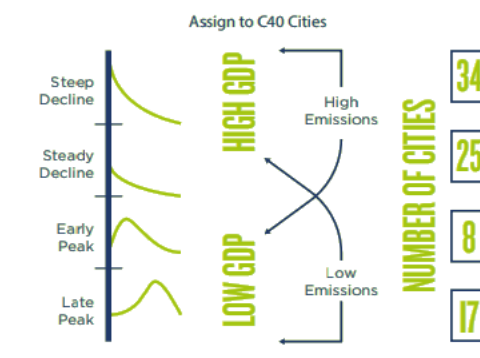 Assign to C40 Cities
Steep
Decline
Steady
Decline
Early
Peak
Late
Peak
HIGH GDP
LOW GDP
High
Emissions
Low
Emissions
NUMBER OF CITIES
34
25
8
17